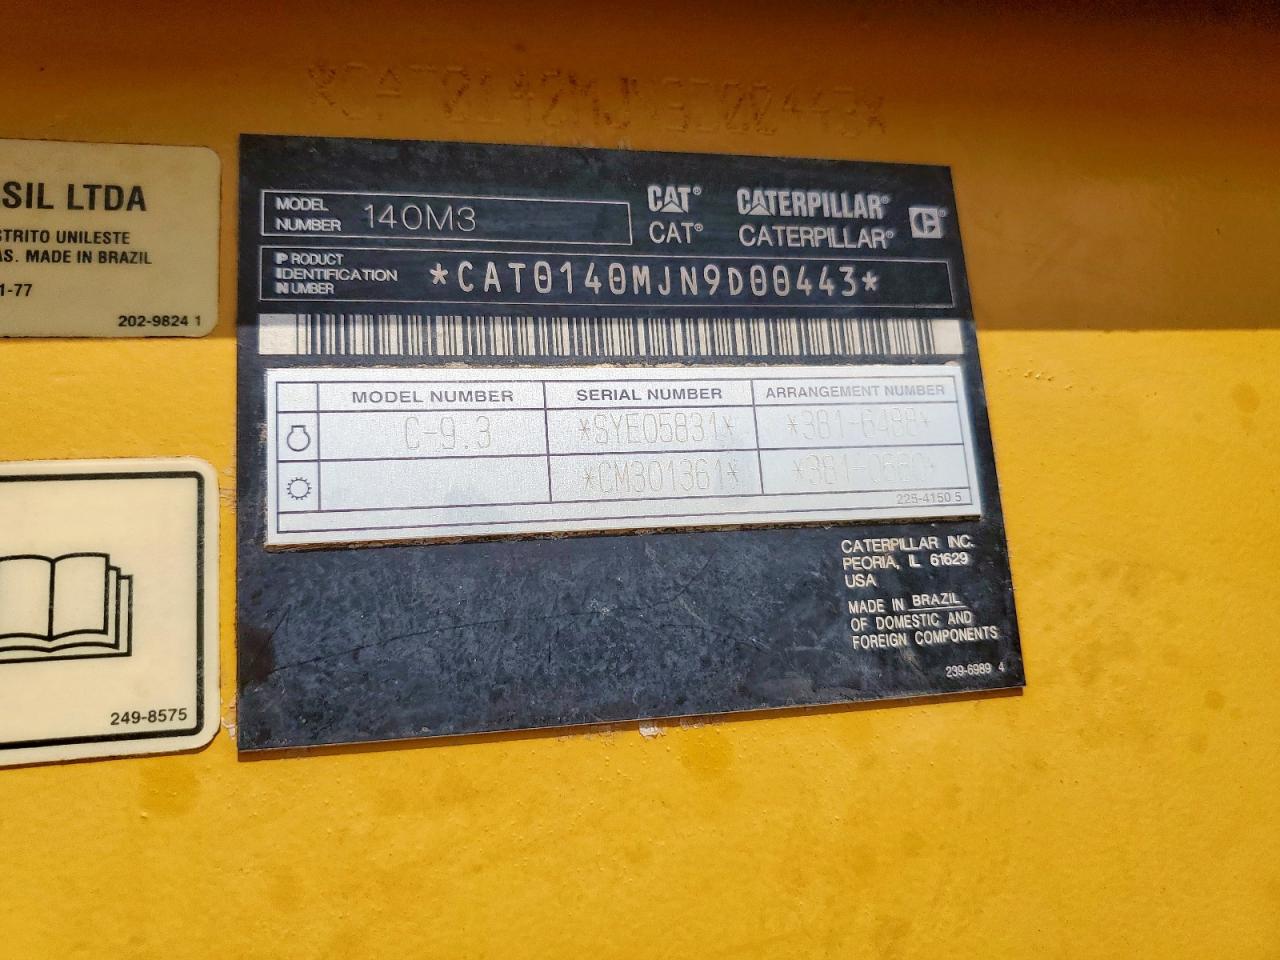 SIL LTDA
STRITO UNILESTE
AS. MADE IN BRAZIL
1-77
202-9824 1
249-8575
MODEL NUMBER 140M3
CAT® CATERPILLAR®
CAT® CATERPILLAR®
PRODUCT IDENTIFICATION NUMBER *CAT0140MJN9D00443*
MODEL NUMBER SERIAL NUMBER ARRANGEMENT NUMBER
C-9.3 *SYE05831* *381-6488*
*CM301361*
225-4150 5
CATERPILLAR INC.
PEORIA, IL 61629
USA
MADE IN BRAZIL
OF DOMESTIC AND
FOREIGN COMPONENTS
239-6989 4